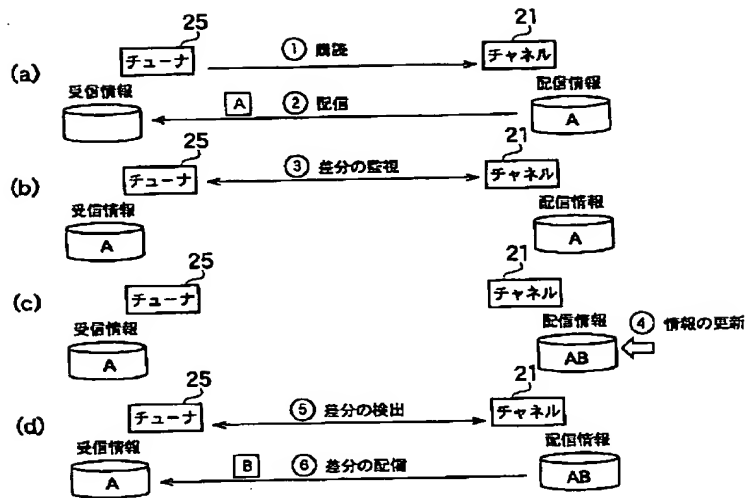 25
21
チューナ
① 購読
チャネル
(a)
受信情報
配信情報
A
② 配信
A
25
21
(b)
チューナ
③ 差分の監視
チャネル
受信情報
配信情報
A
A
25
21
(c)
チューナ
チャネル
受信情報
配信情報
④ 情報の更新
A
AB
25
21
(d)
チューナ
⑤ 差分の検出
チャネル
受信情報
配信情報
A
B
⑥ 差分の配信
AB